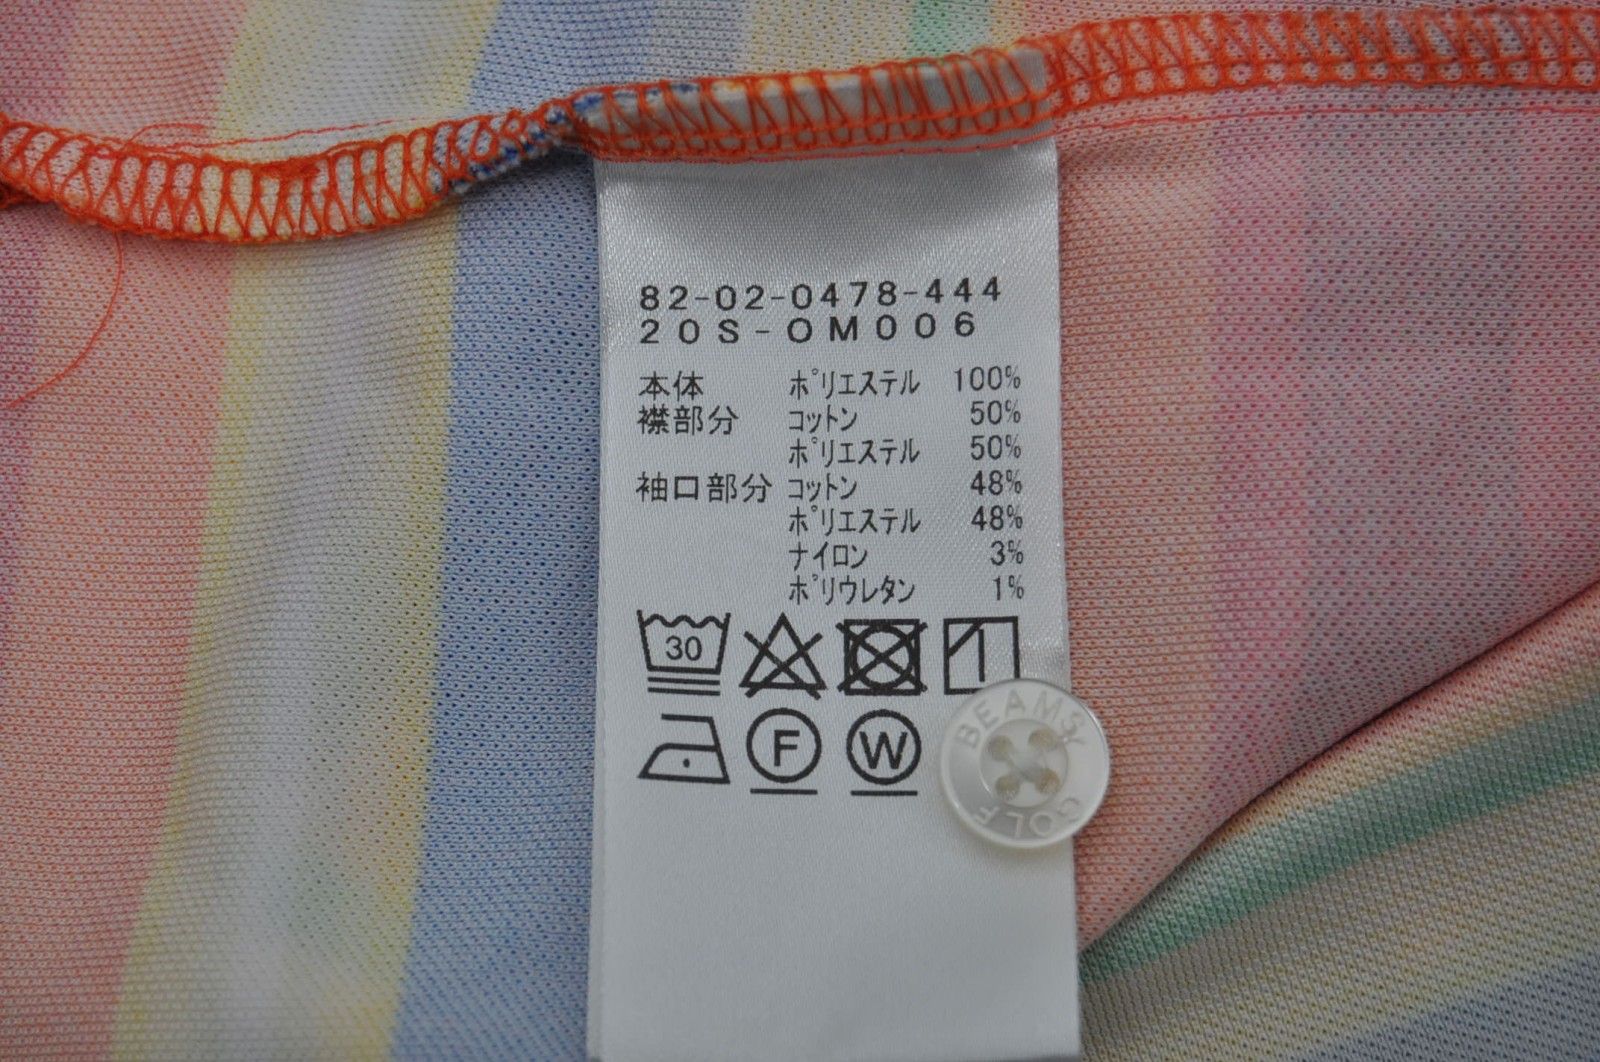 82-02-0478-444
20S-OM006
本体 ポリエステル 100%
襟部分 コットン 50%
ポリエステル 50%
袖口部分 コットン 48%
ポリエステル 48%
ナイロン 3%
ポリウレタン 1%
30
F W
BEAMS
GOLF